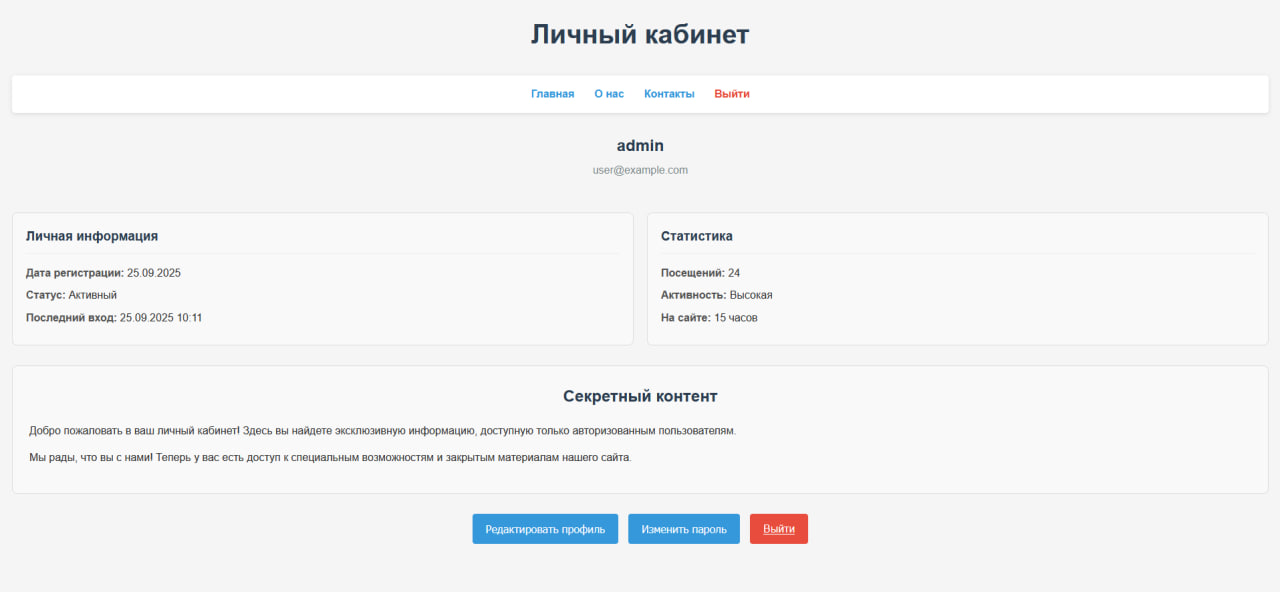 Личный кабинет
Главная О нас Контакты Выйти
admin
user@example.com
Личная информация
Дата регистрации: 25.09.2025
Статус: Активный
Последний вход: 25.09.2025 10:11
Статистика
Посещений: 24
Активность: Высокая
На сайте: 15 часов
Секретный контент
Добро пожаловать в ваш личный кабинет! Здесь вы найдете эксклюзивную информацию, доступную только авторизованным пользователям.
Мы рады, что вы с нами! Теперь у вас есть доступ к специальным возможностям и закрытым материалам нашего сайта.
Редактировать профиль Изменить пароль Выйти